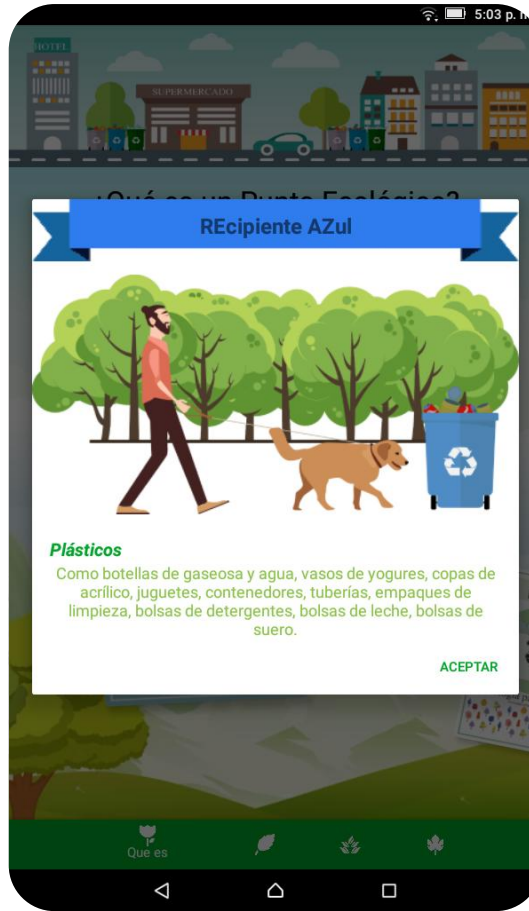 5:03 p.
HOTEL
SUPERMERCADO
¿Qué es un Punto Ecológico?
REcipiente AZul
Plásticos
Como botellas de gaseosa y agua, vasos de yogures, copas de
acrílico, juguetes, contenedores, tuberías, empaques de
limpieza, bolsas de detergentes, bolsas de leche, bolsas de
suero.
ACEPTAR
Que es